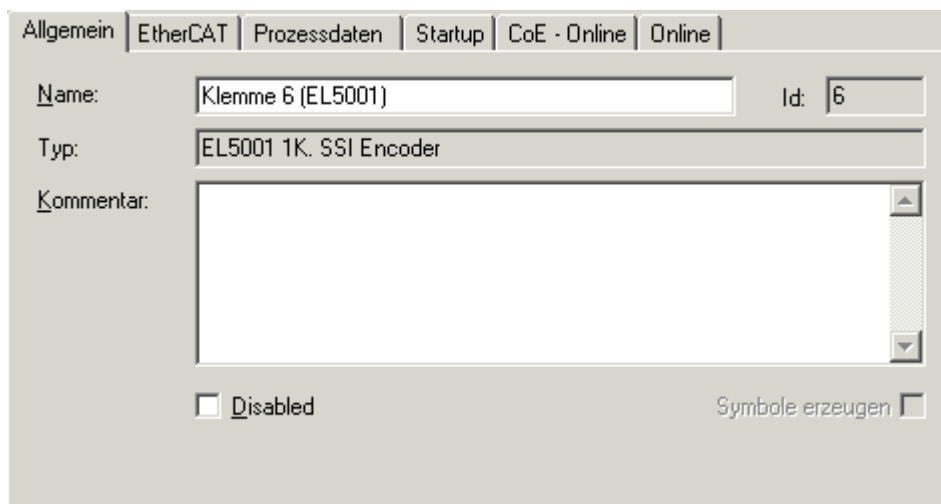 Allgemein EtherCAT Prozessdaten Startup CoE - Online Online
Name: Klemme 6 (EL5001) Id: 6
Typ: EL5001 1K. SSI Encoder
Kommentar:
Disabled Symbole erzeugen